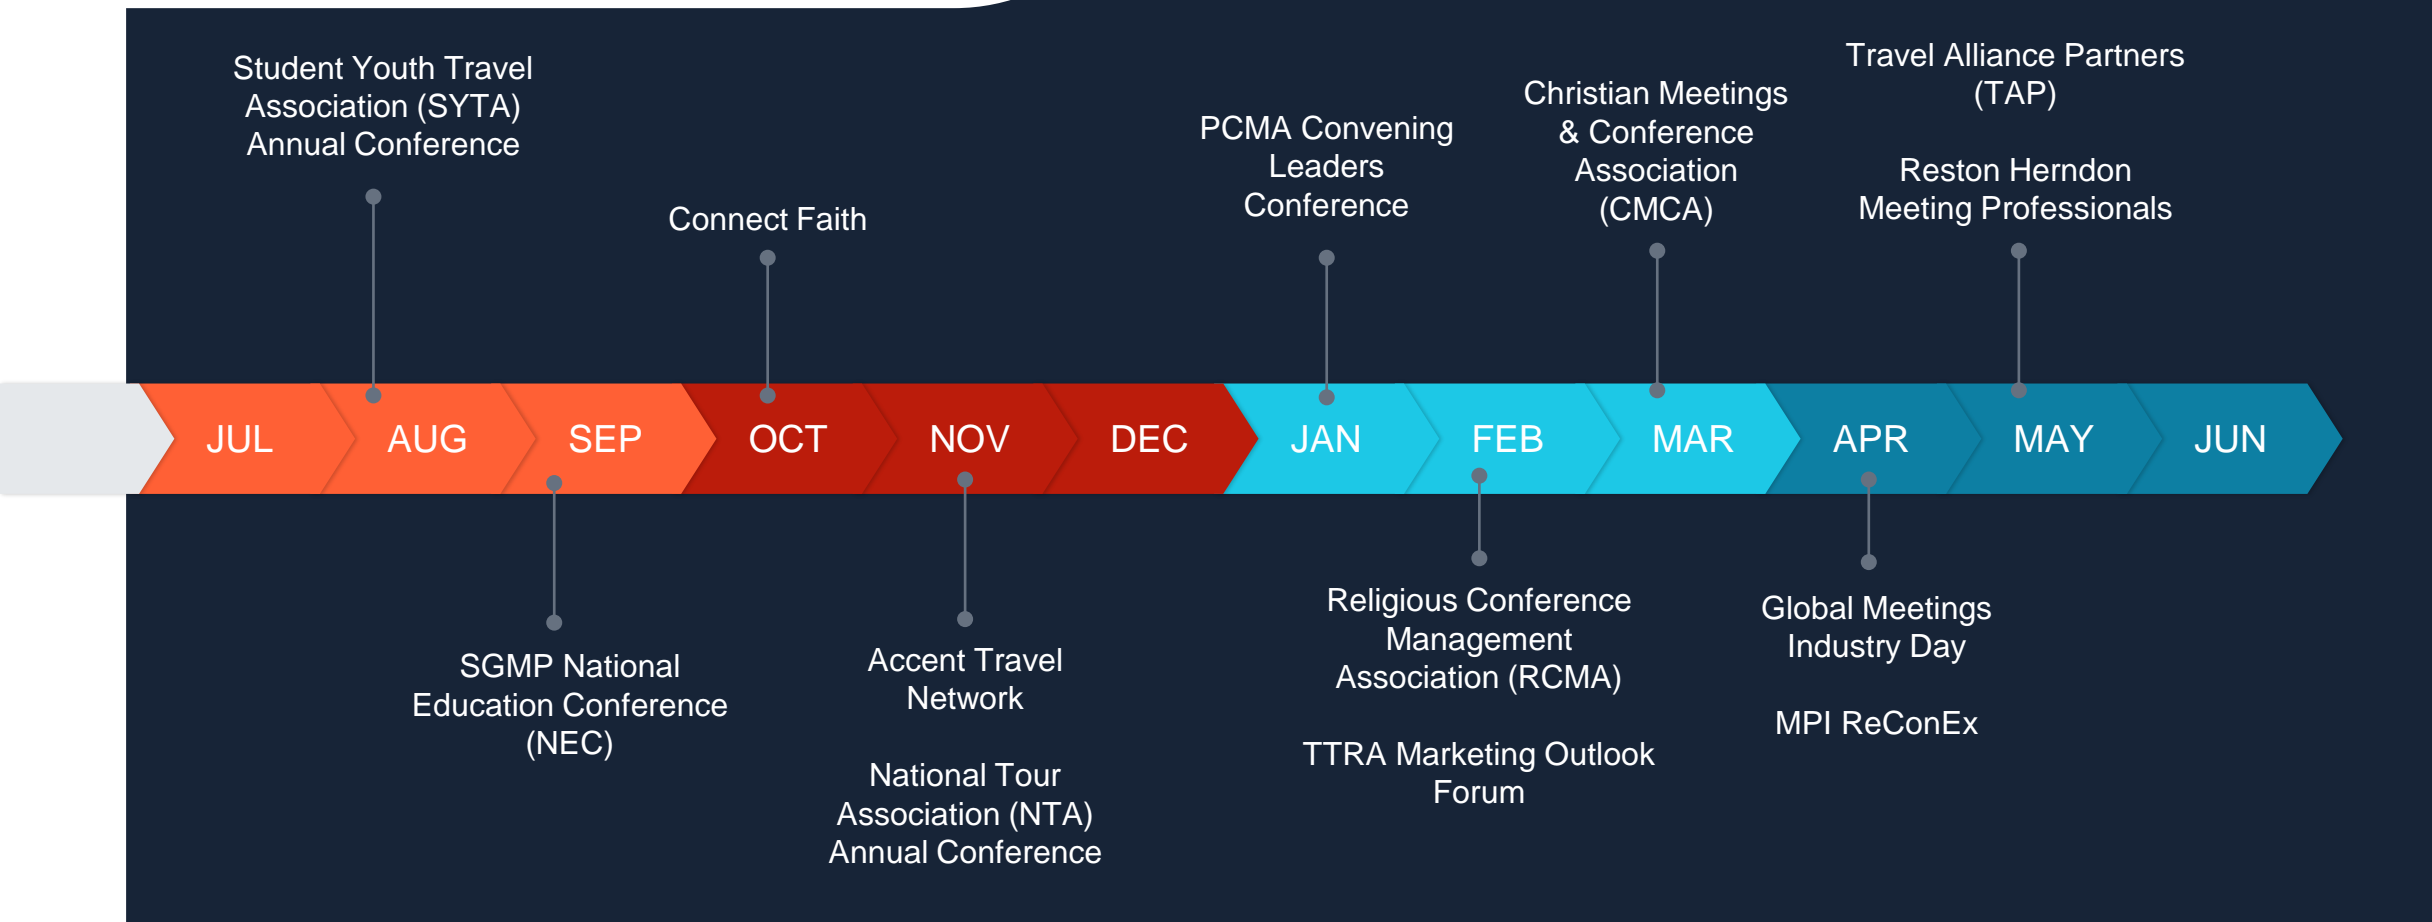 Student Youth Travel
Association (SYTA)
Annual Conference
Connect Faith
PCMA Convening
Leaders
Conference
Christian Meetings
& Conference
Association
(CMCA)
Travel Alliance Partners
(TAP)
Reston Herndon
Meeting Professionals
JUL AUG SEP OCT NOV DEC JAN FEB MAR APR MAY JUN
SGMP National
Education Conference
(NEC)
Accent Travel
Network
National Tour
Association (NTA)
Annual Conference
Religious Conference
Management
Association (RCMA)
TTRA Marketing Outlook
Forum
Global Meetings
Industry Day
MPI ReConEx